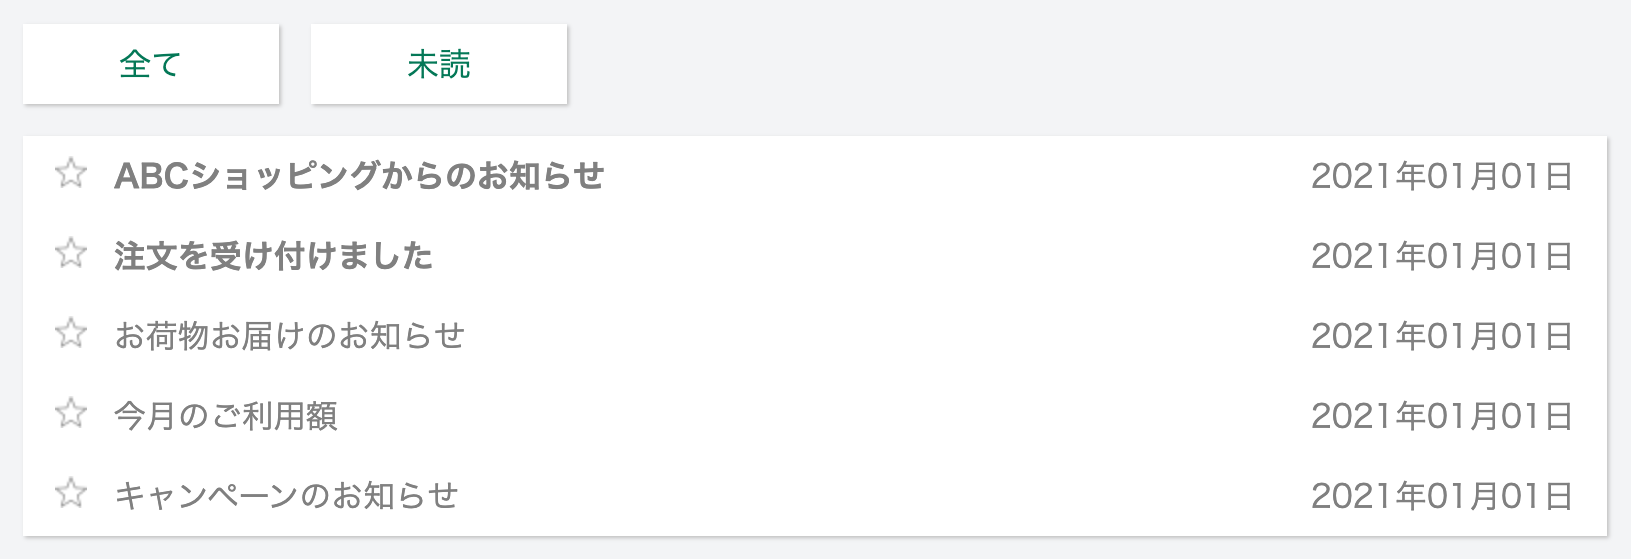 全て 未読
ABCショッピングからのお知らせ 2021年01月01日
注文を受け付けました 2021年01月01日
お荷物お届けのお知らせ 2021年01月01日
今月のご利用額 2021年01月01日
キャンペーンのお知らせ 2021年01月01日